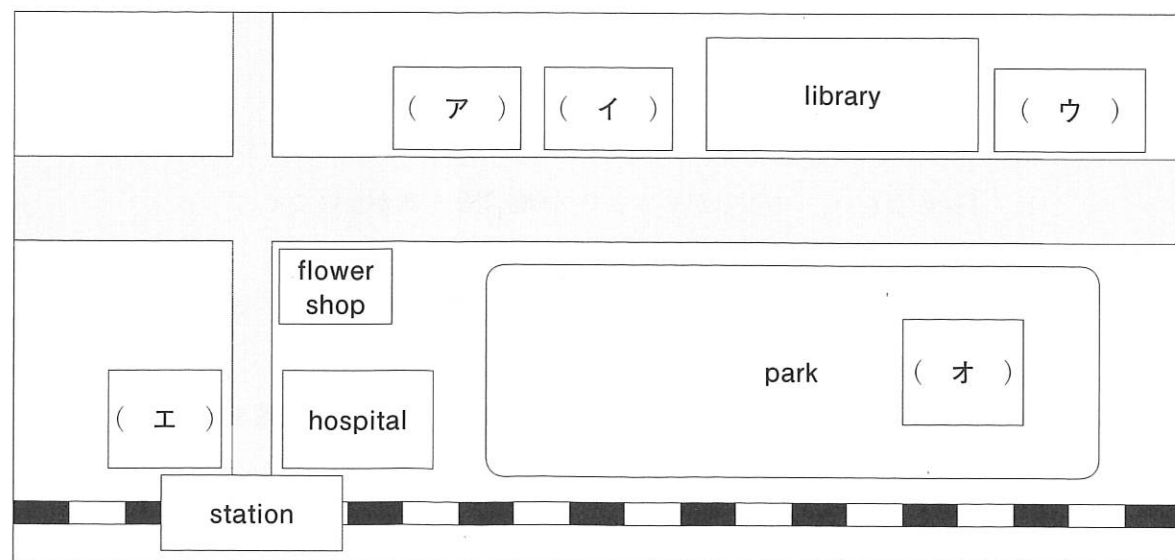 ( ア )
( イ )
library
( ウ )
flower
shop
park
( オ )
( エ )
hospital
station